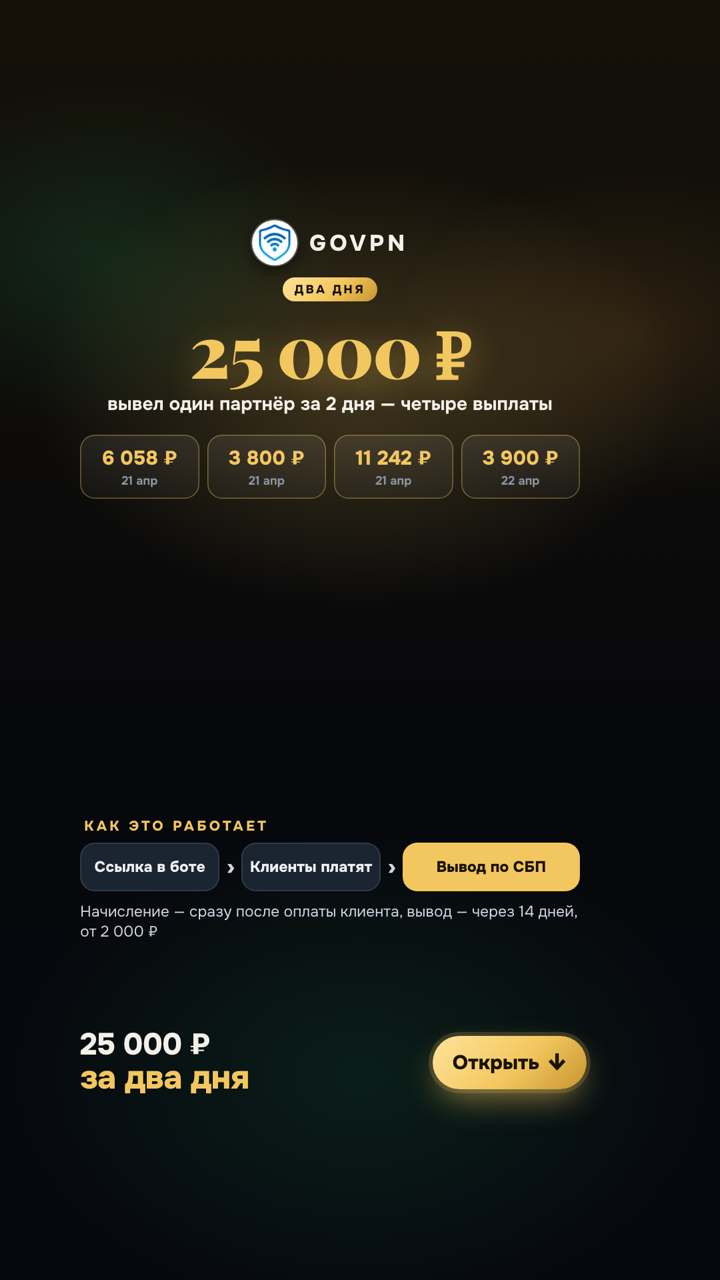 GOVPN
ДВА ДНЯ
25 000 ₽
вывел один партнёр за 2 дня — четыре выплаты
6 058 ₽ 3 800 ₽ 11 242 ₽ 3 900 ₽
21 апр 21 апр 21 апр 22 апр
КАК ЭТО РАБОТАЕТ
Ссылка в боте › Клиенты платят › Вывод по СБП
Начисление — сразу после оплаты клиента, вывод — через 14 дней,
от 2 000 ₽
25 000 ₽
за два дня
Открыть ↓